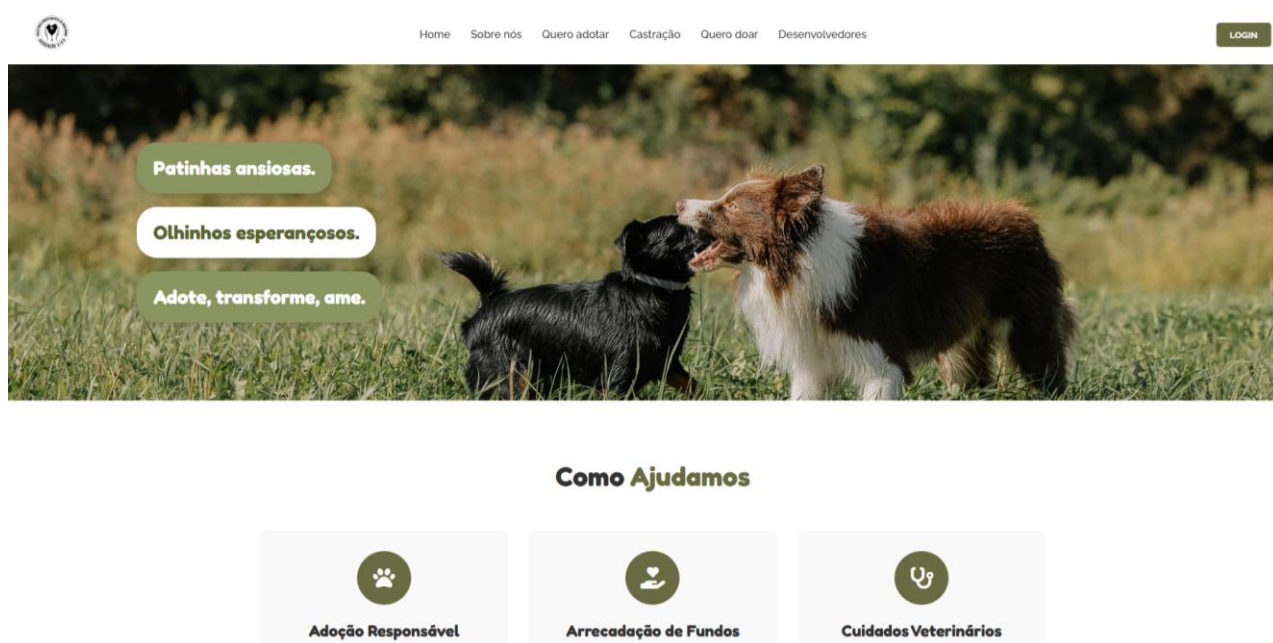 Home Sobre nós Quero adotar Castração Quero doar Desenvolvedores LOGIN
Patinhas ansiosas.
Olhinhos esperançosos.
Adote, transforme, ame.
Como Ajudamos
Adoção Responsável Arrecadação de Fundos Cuidados Veterinários